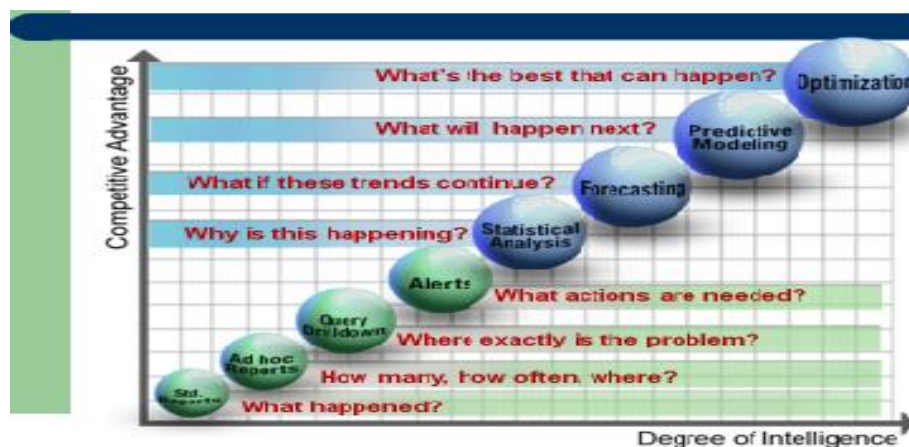 Competitive Advantage
What's the best that can happen?
Optimization
What will happen next?
Predictive
Modeling
What if these trends continue?
Forecasting
Why is this happening?
Statistical
Analysis
Alerts
What actions are needed?
Query
Drilldown
Where exactly is the problem?
Ad hoc
Reports
How many, how often, where?
Std.
Reports
What happened?
Degree of Intelligence